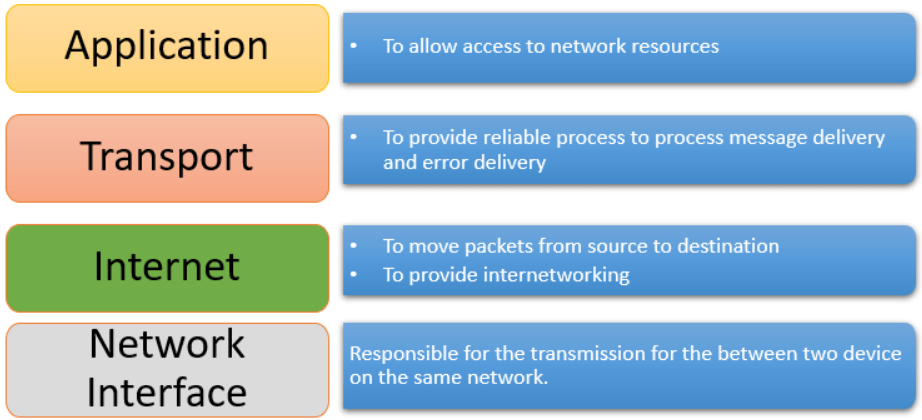 Application
• To allow access to network resources
Transport
• To provide reliable process to process message delivery
and error delivery
Internet
• To move packets from source to destination
• To provide internetworking
Network
Interface
Responsible for the transmission for the between two device
on the same network.